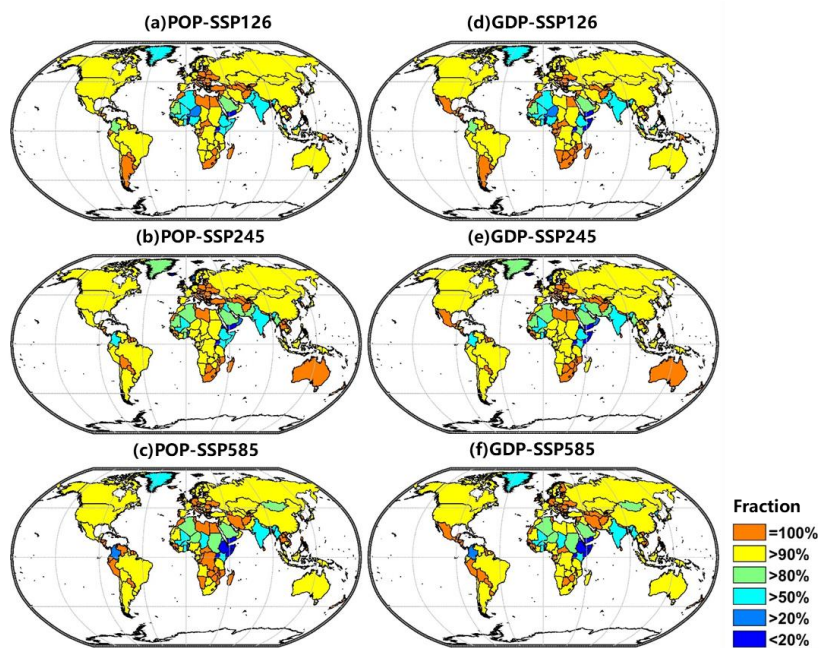 (a)POP-SSP126
(d)GDP-SSP126
(b)POP-SSP245
(e)GDP-SSP245
(c)POP-SSP585
(f)GDP-SSP585
Fraction
=100%
>90%
>80%
>50%
>20%
<20%